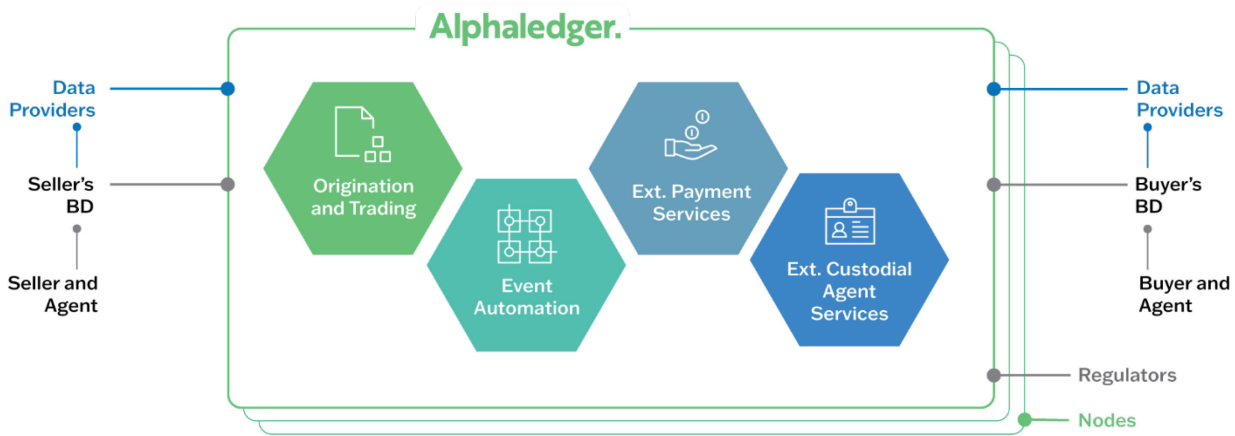 Alphaledger.
Data
Providers
Seller's
BD
Seller and
Agent
Origination
and Trading
Event
Automation
Ext. Payment
Services
Ext. Custodial
Agent
Services
Data
Providers
Buyer's
BD
Buyer and
Agent
Regulators
Nodes